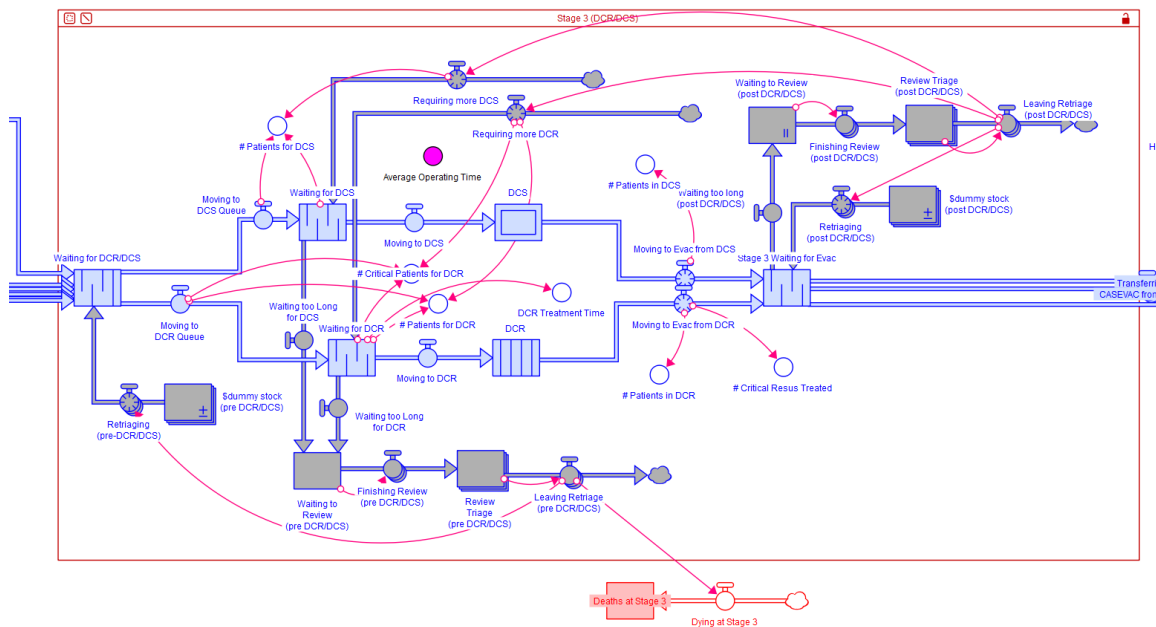 Stage 3 (DCR/DCS)
Requiring more DCS
Waiting to Review
(post DCR/DCS)
Review Triage
(post DCR/DCS)
Leaving Retriage
(post DCR/DCS)
Requiring more DCR
# Patients for DCS
Finishing Review
(post DCR/DCS)
H
Average Operating Time
# Patients in DCS
Moving to
DCS Queue
Waiting for DCS
DCS
Waiting too long
(post DCR/DCS)
$dummy stock
(post DCR/DCS)
Retriaging
(post DCR/DCS)
Moving to DCS
Moving to Evac from DCS
Stage 3 Waiting for Evac
Waiting for DCR/DCS
# Critical Patients for DCR
Transferri
CASEVAC from
Waiting too Long
for DCS
DCR Treatment Time
Moving to
DCR Queue
Waiting for DCR
# Patients for DCR
DCR
Moving to Evac from DCR
Moving to DCR
# Patients in DCR
# Critical Resus Treated
$dummy stock
(pre DCR/DCS)
Retriaging
(pre-DCR/DCS)
Waiting too Long
for DCR
Waiting to
Review
(pre DCR/DCS)
Finishing Review
(pre DCR/DCS)
Review
Triage
(pre DCR/DCS)
Leaving Retriage
(pre DCR/DCS)
Deaths at Stage 3
Dying at Stage 3